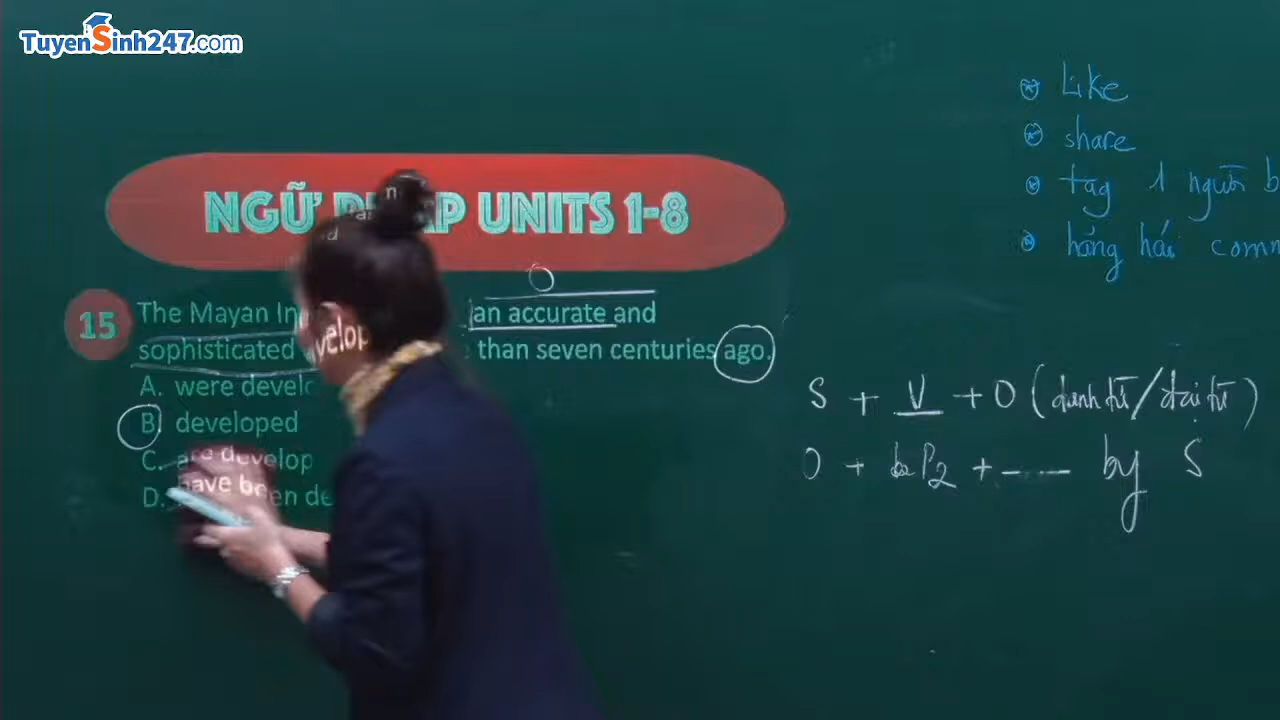 TuyenSinh247.com
Like
share
tag 1 người b
hăng hái comm
NGỮ P AP UNITS 1-8
O
15 The Mayan In an accurate and
sophisticated than seven centuries ago.
A. were develo
B. developed
C. are develop
D. have been de
S + V + O (danh từ/đại từ)
O + be P2 + by S